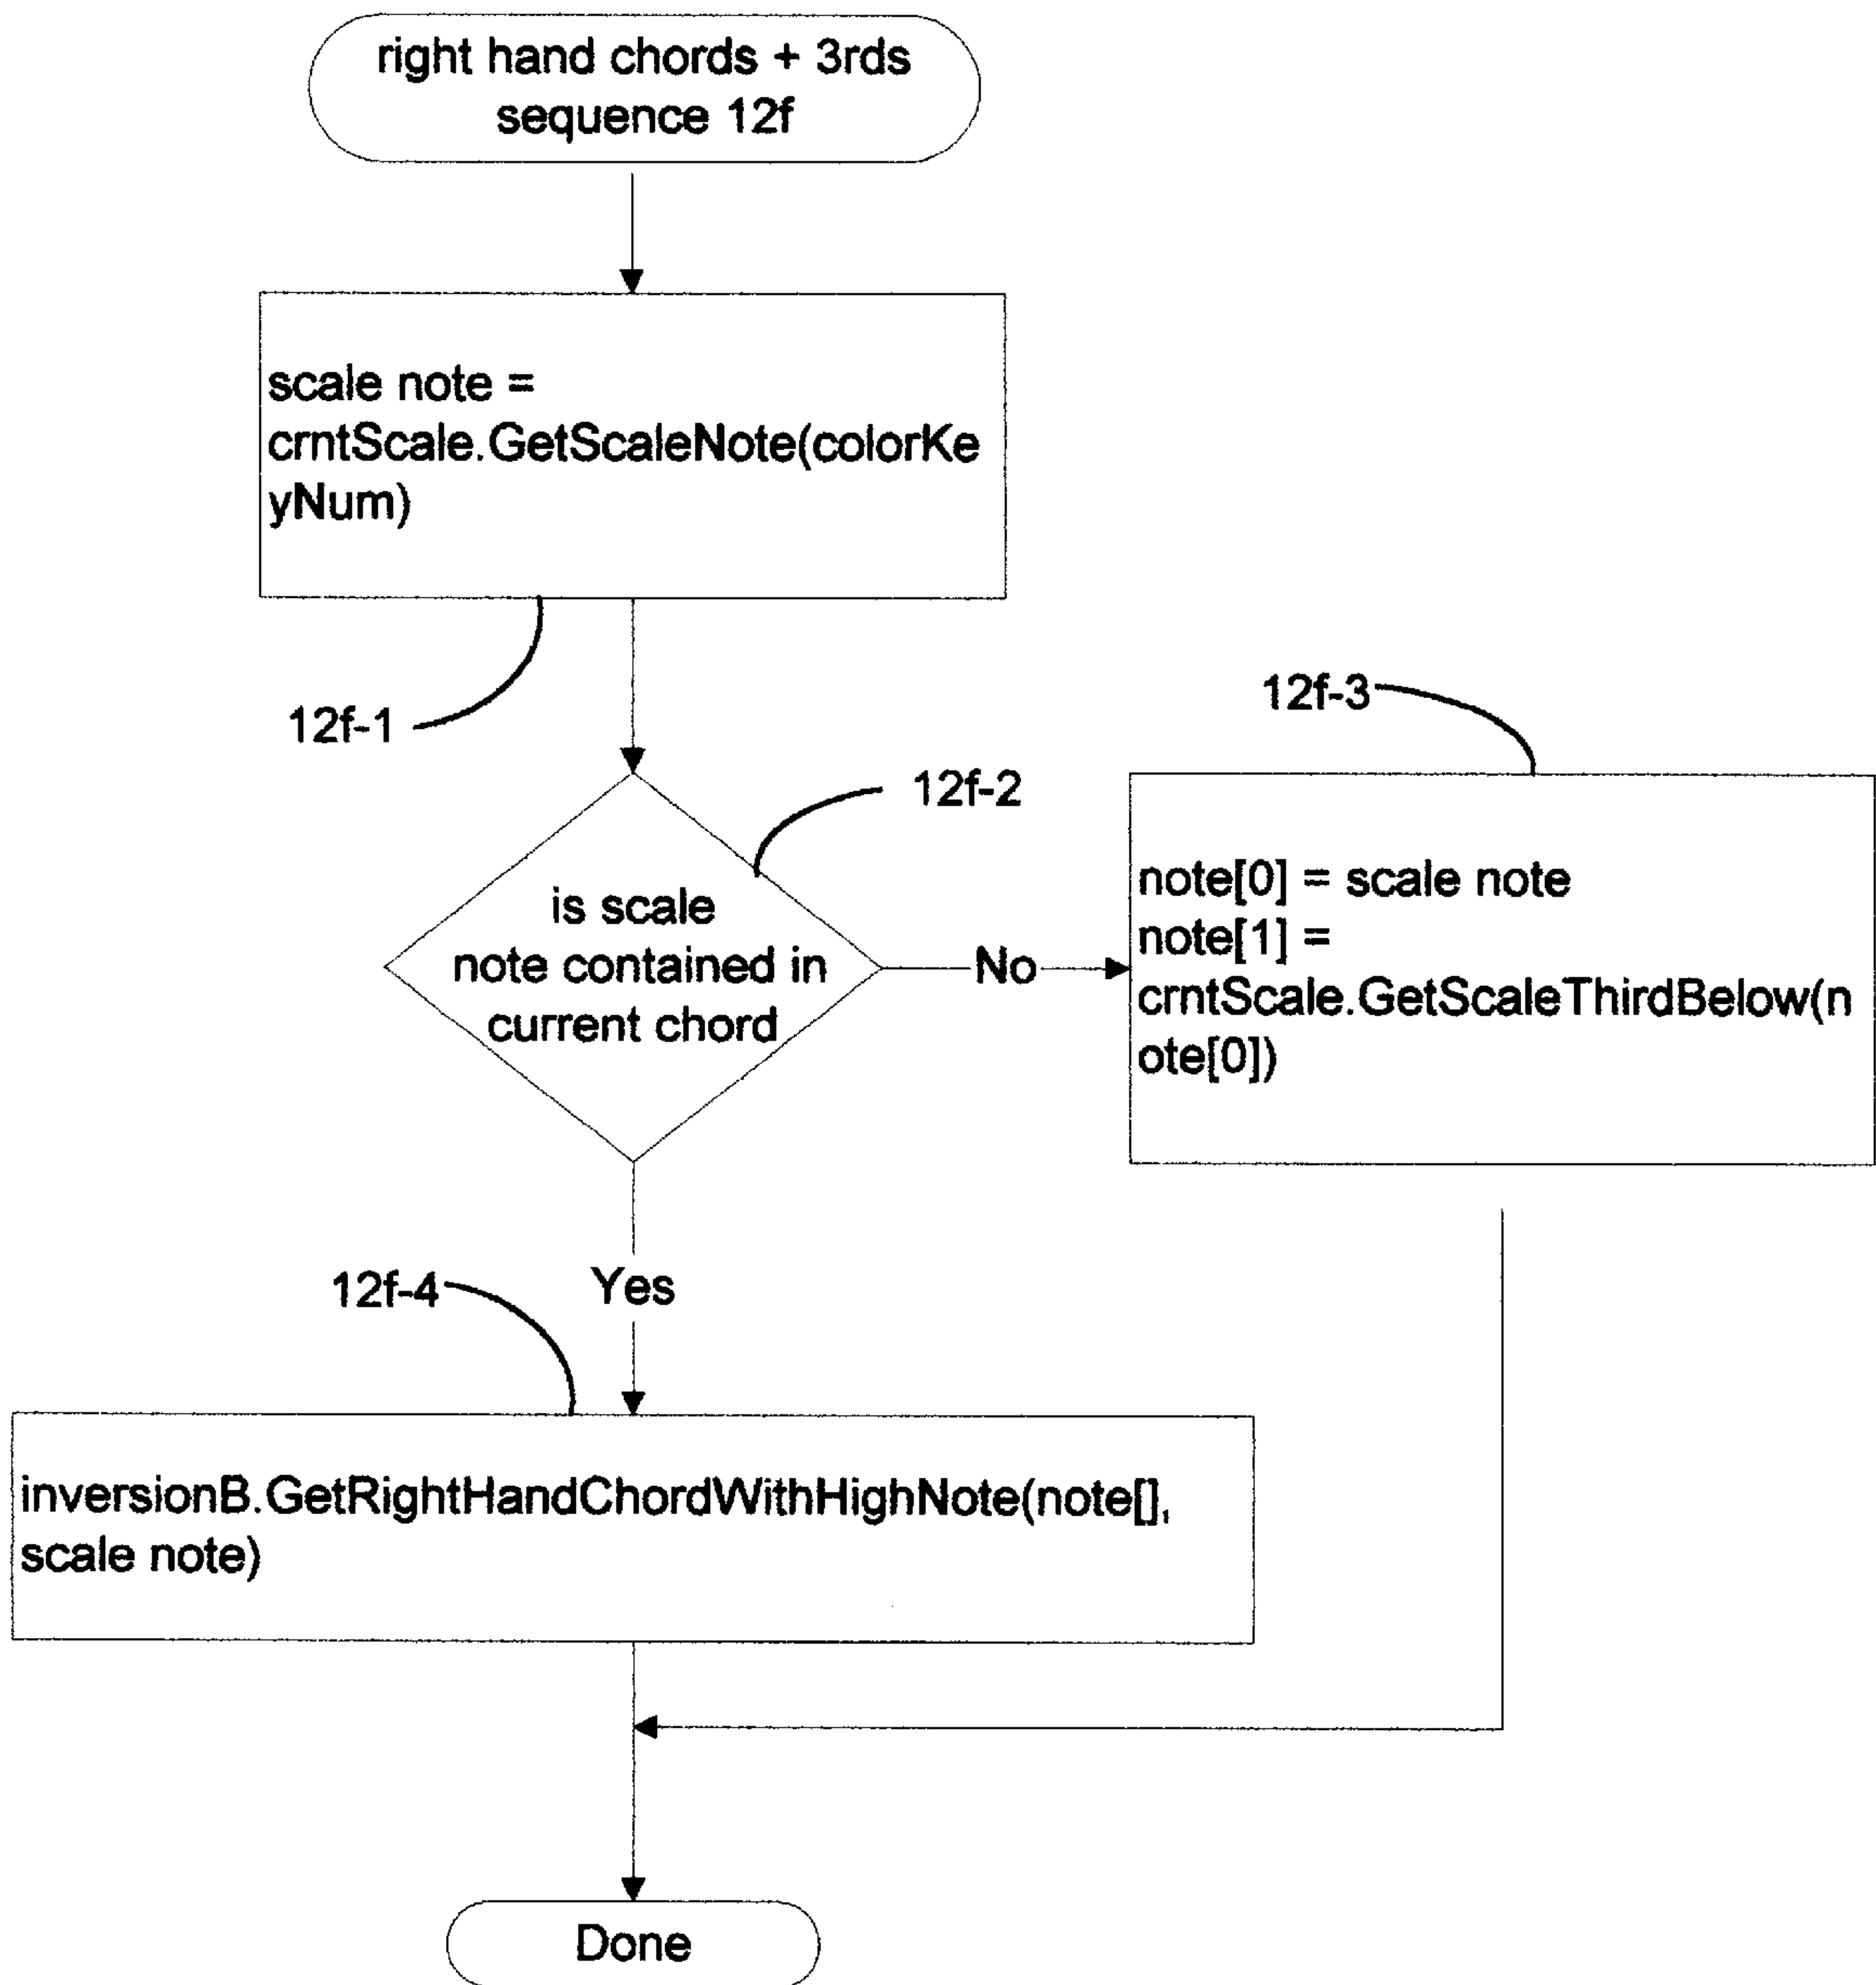 right hand chords + 3rds
sequence 12f
scale note =
crntScale.GetScaleNote(colorKe
yNum)
12f-1
12f-2
12f-3
is scale
note contained in
current chord
No
note[0] = scale note
note[1] =
crntScale.GetScaleThirdBelow(n
ote[0])
Yes
12f-4
inversionB.GetRightHandChordWithHighNote(note[],
scale note)
Done